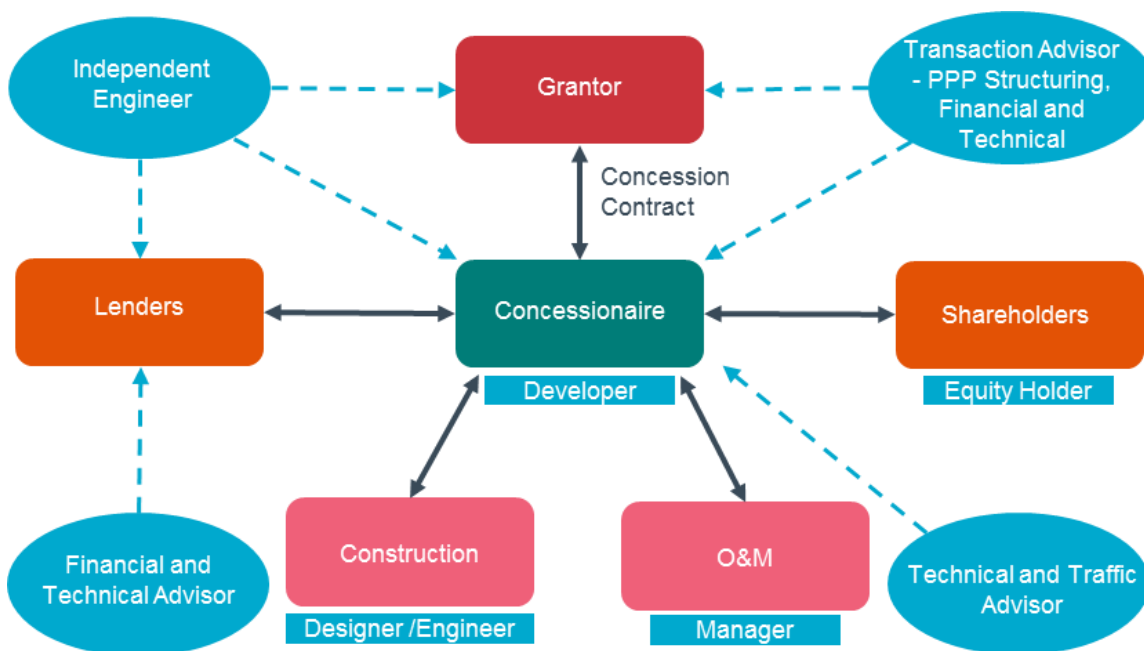 Independent
Engineer
Grantor
Transaction Advisor
- PPP Structuring,
Financial and
Technical
Concession
Contract
Lenders
Concessionaire
Shareholders
Developer
Equity Holder
Financial and
Technical Advisor
Construction
O&M
Technical and Traffic
Advisor
Designer /Engineer
Manager